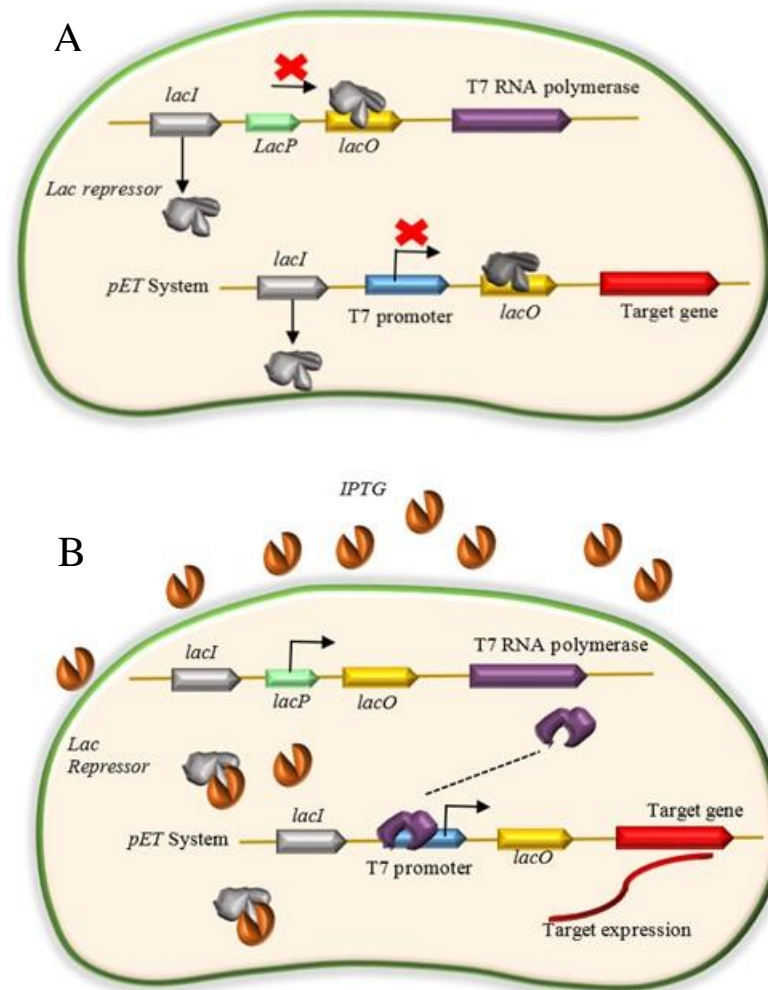 A
lacI
T7 RNA polymerase
LacP
lacO
Lac repressor
lacI
pET System
T7 promoter
lacO
Target gene
IPTG
B
lacI
T7 RNA polymerase
lacP
lacO
Lac
Repressor
lacI
Target gene
pET System
T7 promoter
lacO
Target expression